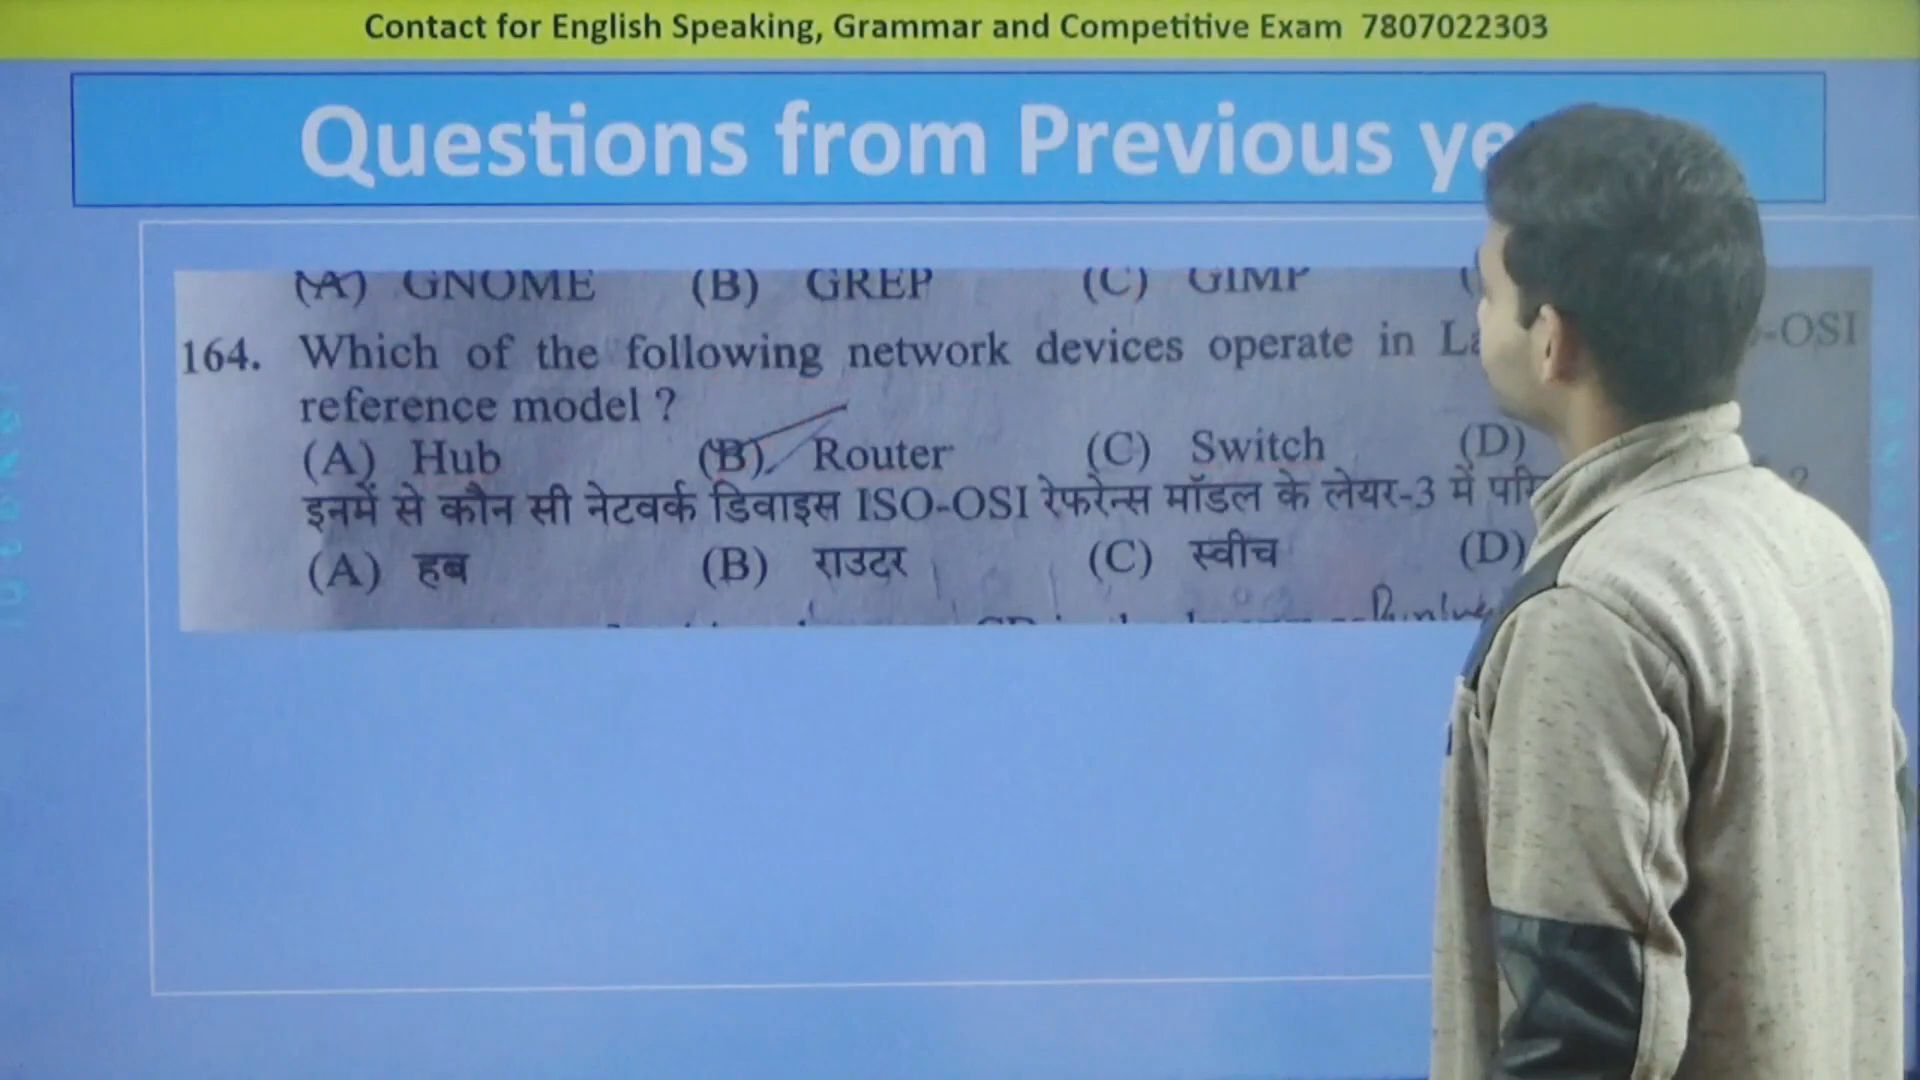 Contact for English Speaking, Grammar and Competitive Exam 7807022303
Questions from Previous
(A) GNOME (B) GREP (C) GIMP
164. Which of the following network devices operate in -OSI
reference model ?
(A) Hub (B) Router (C) Switch (D)
इनमें से कौन सी नेटवर्क डिवाइस ISO-OSI रेफरेन्स मॉडल के लेयर-3 में ?
(A) हब (B) राउटर (C) स्वीच (D)